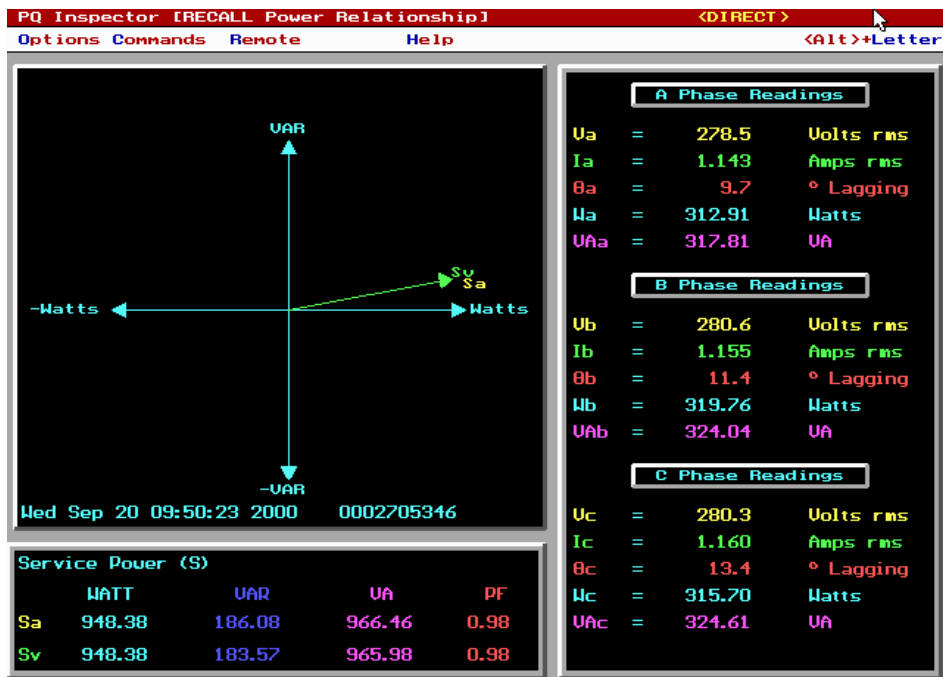 PQ Inspector [RECALL Power Relationship] <DIRECT>
Options Commands Remote Help <Alt>+Letter
VAR
Sv
Sa
-Watts Watts
-VAR
Wed Sep 20 09:50:23 2000 0002705346
Service Power (S)
WATT VAR VA PF
Sa 948.38 186.08 966.46 0.98
Sv 948.38 183.57 965.98 0.98
A Phase Readings
Va = 278.5 Volts rms
Ia = 1.143 Amps rms
θa = 9.7 ° Lagging
Wa = 312.91 Watts
VAa = 317.81 VA
B Phase Readings
Vb = 280.6 Volts rms
Ib = 1.155 Amps rms
θb = 11.4 ° Lagging
Wb = 319.76 Watts
VAb = 324.04 VA
C Phase Readings
Vc = 280.3 Volts rms
Ic = 1.160 Amps rms
θc = 13.4 ° Lagging
Wc = 315.70 Watts
VAc = 324.61 VA